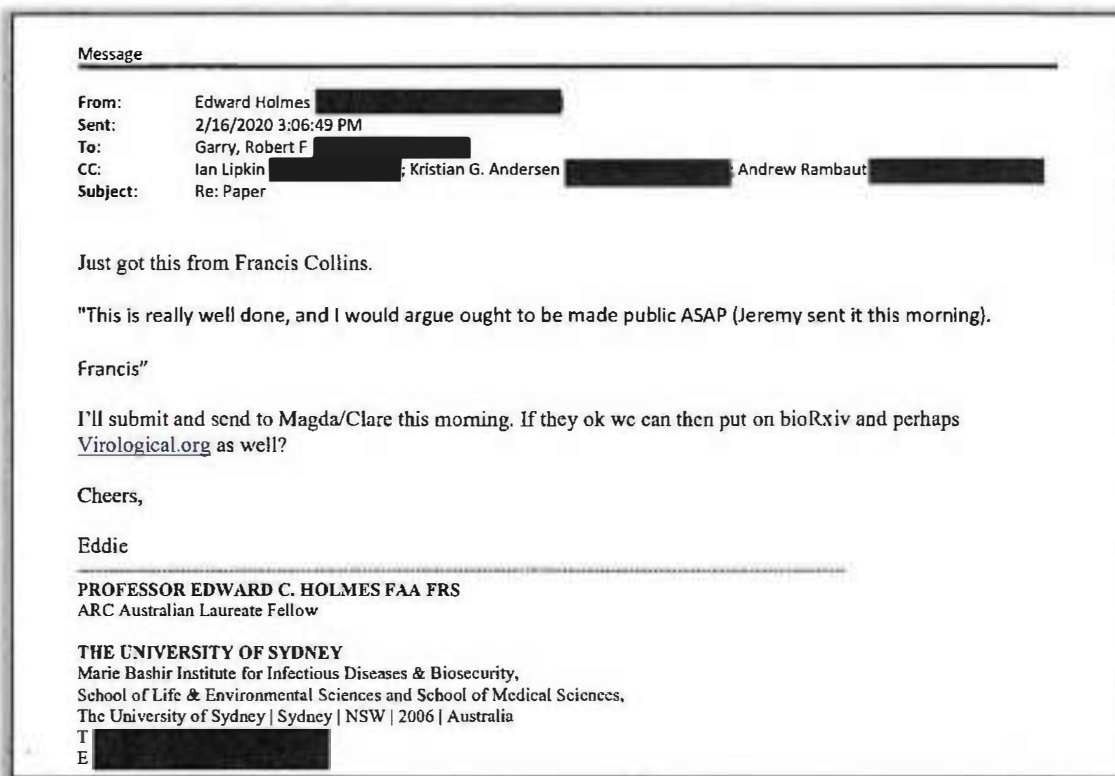 Message
From: Edward Holmes
Sent: 2/16/2020 3:06:49 PM
To: Garry, Robert F
CC: Ian Lipkin ; Kristian G. Andersen ; Andrew Rambaut
Subject: Re: Paper
Just got this from Francis Collins.
"This is really well done, and I would argue ought to be made public ASAP (Jeremy sent it this morning).
Francis"
I'll submit and send to Magda/Clare this morning. If they ok we can then put on bioRxiv and perhaps
Virological.org as well?
Cheers,
Eddie
PROFESSOR EDWARD C. HOLMES FAA FRS
ARC Australian Laureate Fellow
THE UNIVERSITY OF SYDNEY
Marie Bashir Institute for Infectious Diseases & Biosecurity,
School of Life & Environmental Sciences and School of Medical Sciences,
The University of Sydney | Sydney | NSW | 2006 | Australia
T
E